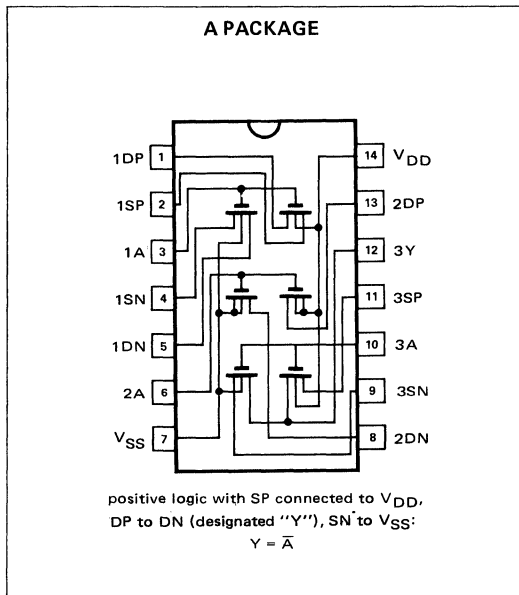 A PACKAGE
1DP 1
1SP 2
1A 3
1SN 4
1DN 5
2A 6
VSS 7
14 VDD
13 2DP
12 3Y
11 3SP
10 3A
9 3SN
8 2DN
positive logic with SP connected to VDD,
DP to DN (designated "Y"), SN to VSS:
Y = A̅